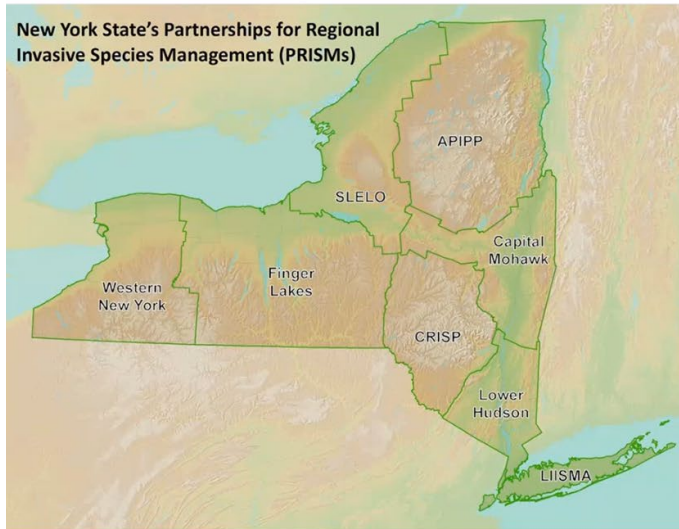 New York State's Partnerships for Regional
Invasive Species Management (PRISMs)
APIPP
SLELO
Capital
Mohawk
Finger
Lakes
Western
New York
CRISP
Lower
Hudson
LIISMA